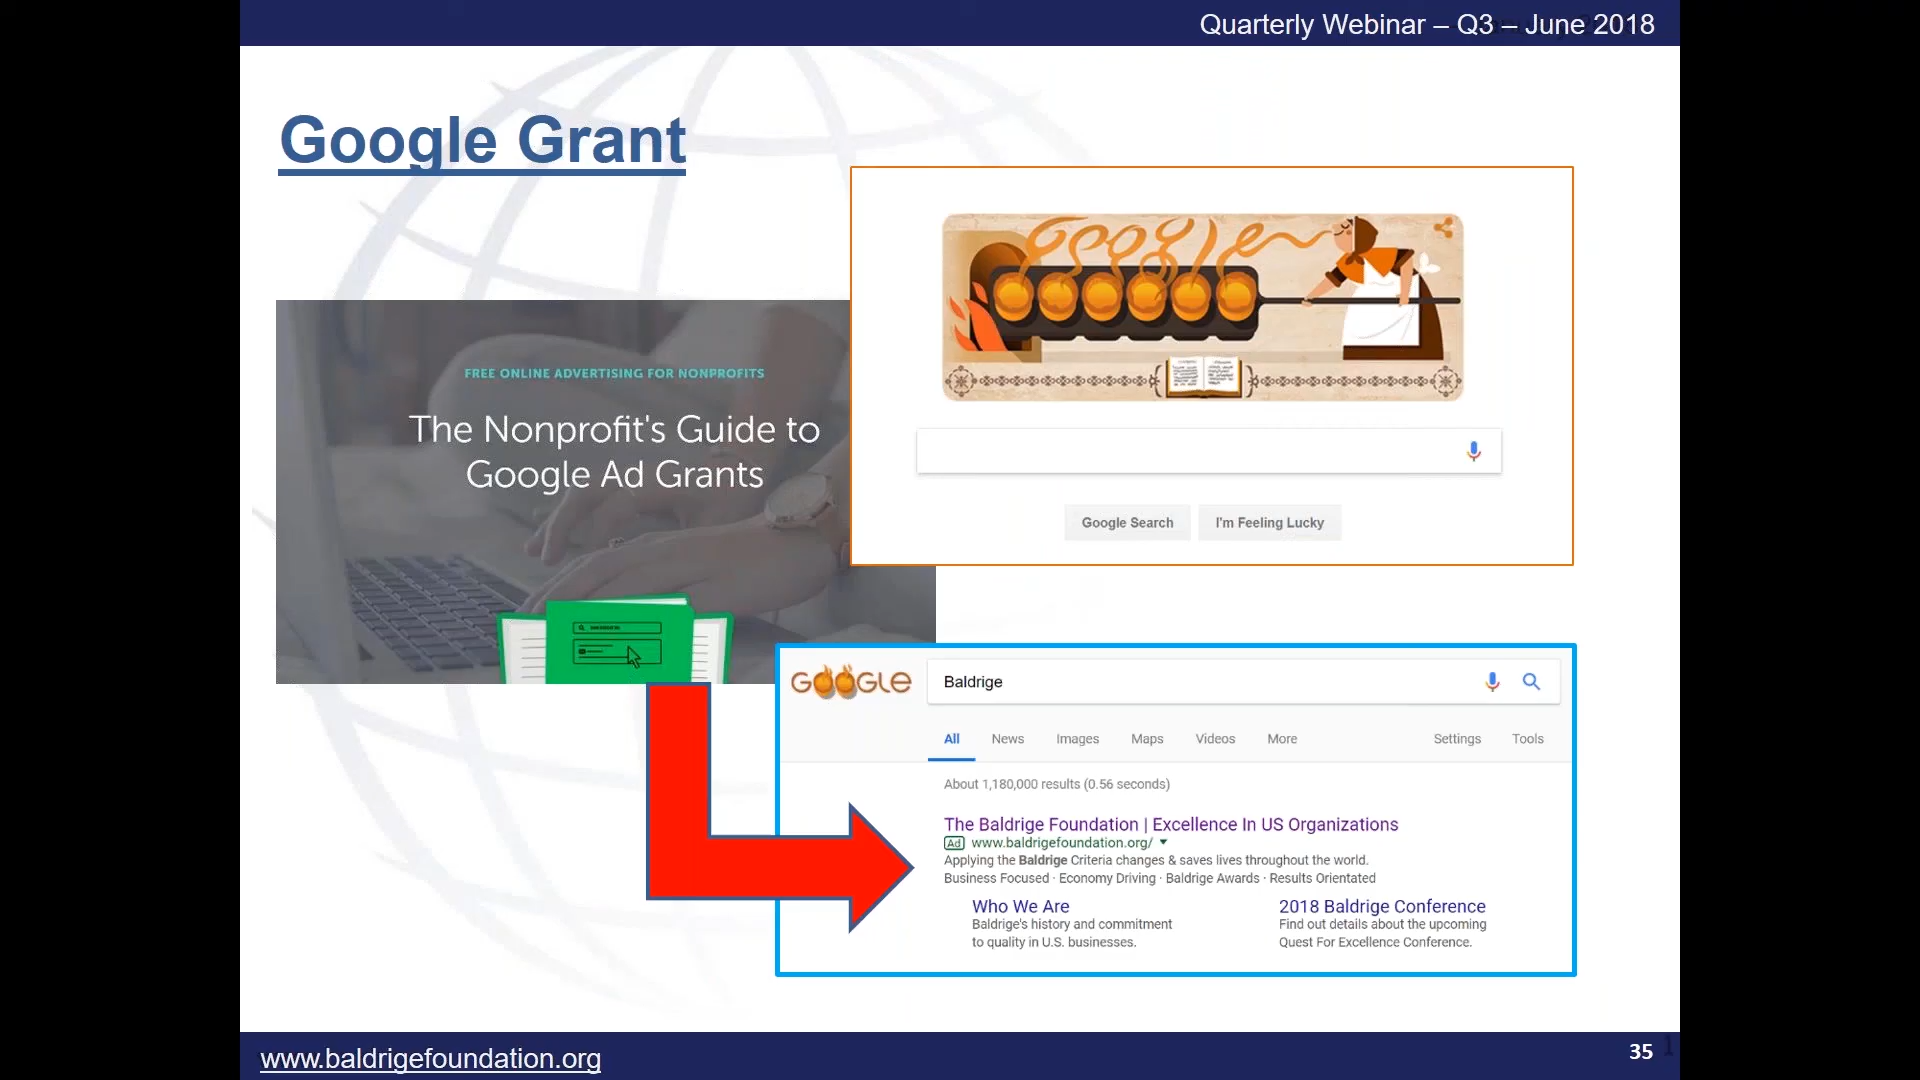 Quarterly Webinar – Q3 – June 2018
Google Grant
FREE ONLINE ADVERTISING FOR NONPROFITS
The Nonprofit's Guide to
Google Ad Grants
Google
Google Search
I'm Feeling Lucky
GOOGLE
Baldrige
All News Images Maps Videos More Settings Tools
About 1,180,000 results (0.56 seconds)
The Baldrige Foundation | Excellence In US Organizations
Ad www.baldrigefoundation.org/
Applying the Baldrige Criteria changes & saves lives throughout the world.
Business Focused · Economy Driving · Baldrige Awards · Results Orientated
Who We Are
Baldrige's history and commitment
to quality in U.S. businesses.
2018 Baldrige Conference
Find out details about the upcoming
Quest For Excellence Conference.
www.baldrigefoundation.org
35